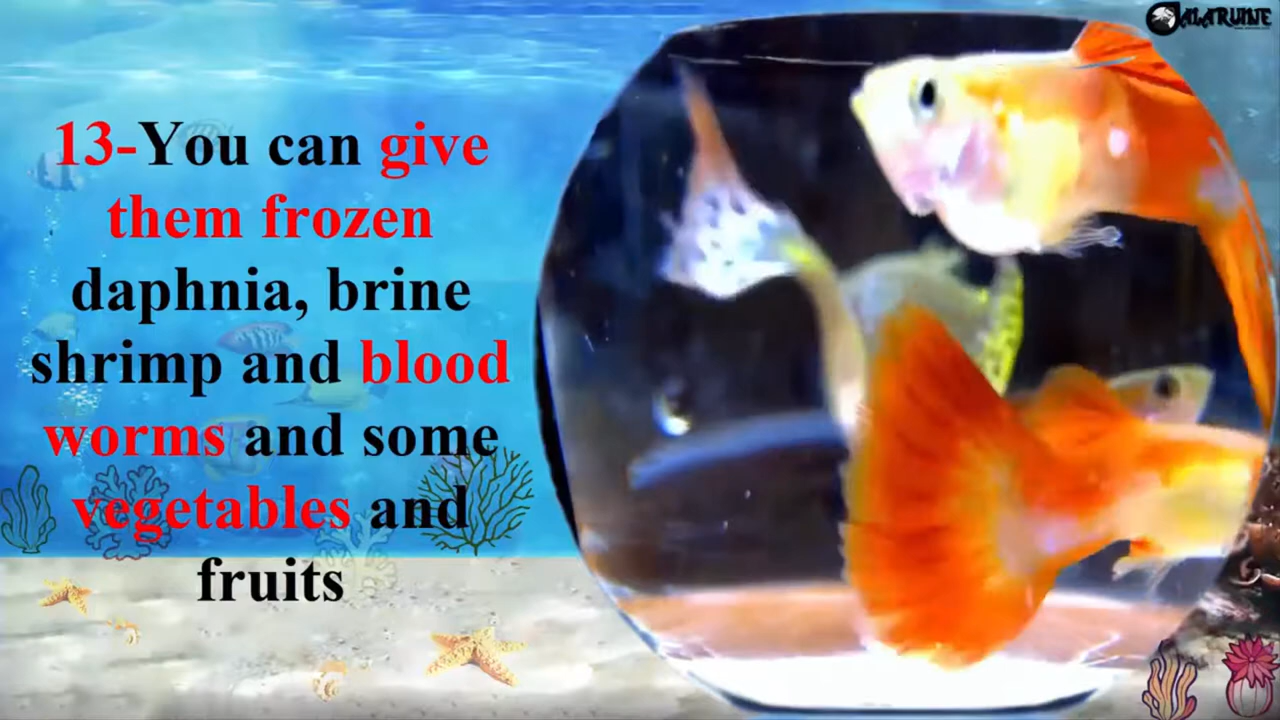 13-You can give
them frozen
daphnia, brine
shrimp and blood
worms and some
vegetables and
fruits